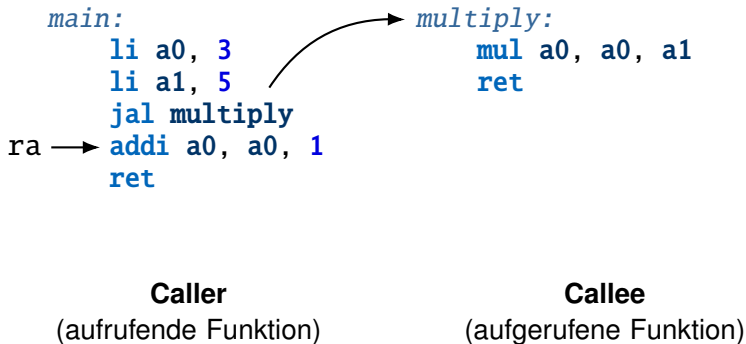 main:
li a0, 3
li a1, 5
jal multiply
ra addi a0, a0, 1
ret
multiply:
mul a0, a0, a1
ret
Caller
(aufrufende Funktion)
Callee
(aufgerufene Funktion)